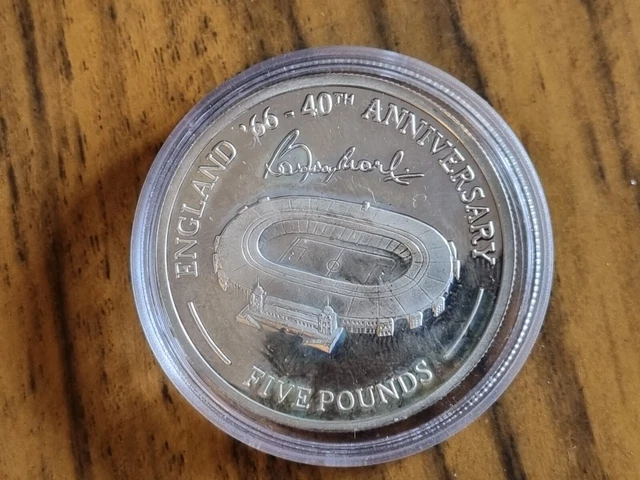 ENGLAND '66 - 40TH ANNIVERSARY
FIVE POUNDS